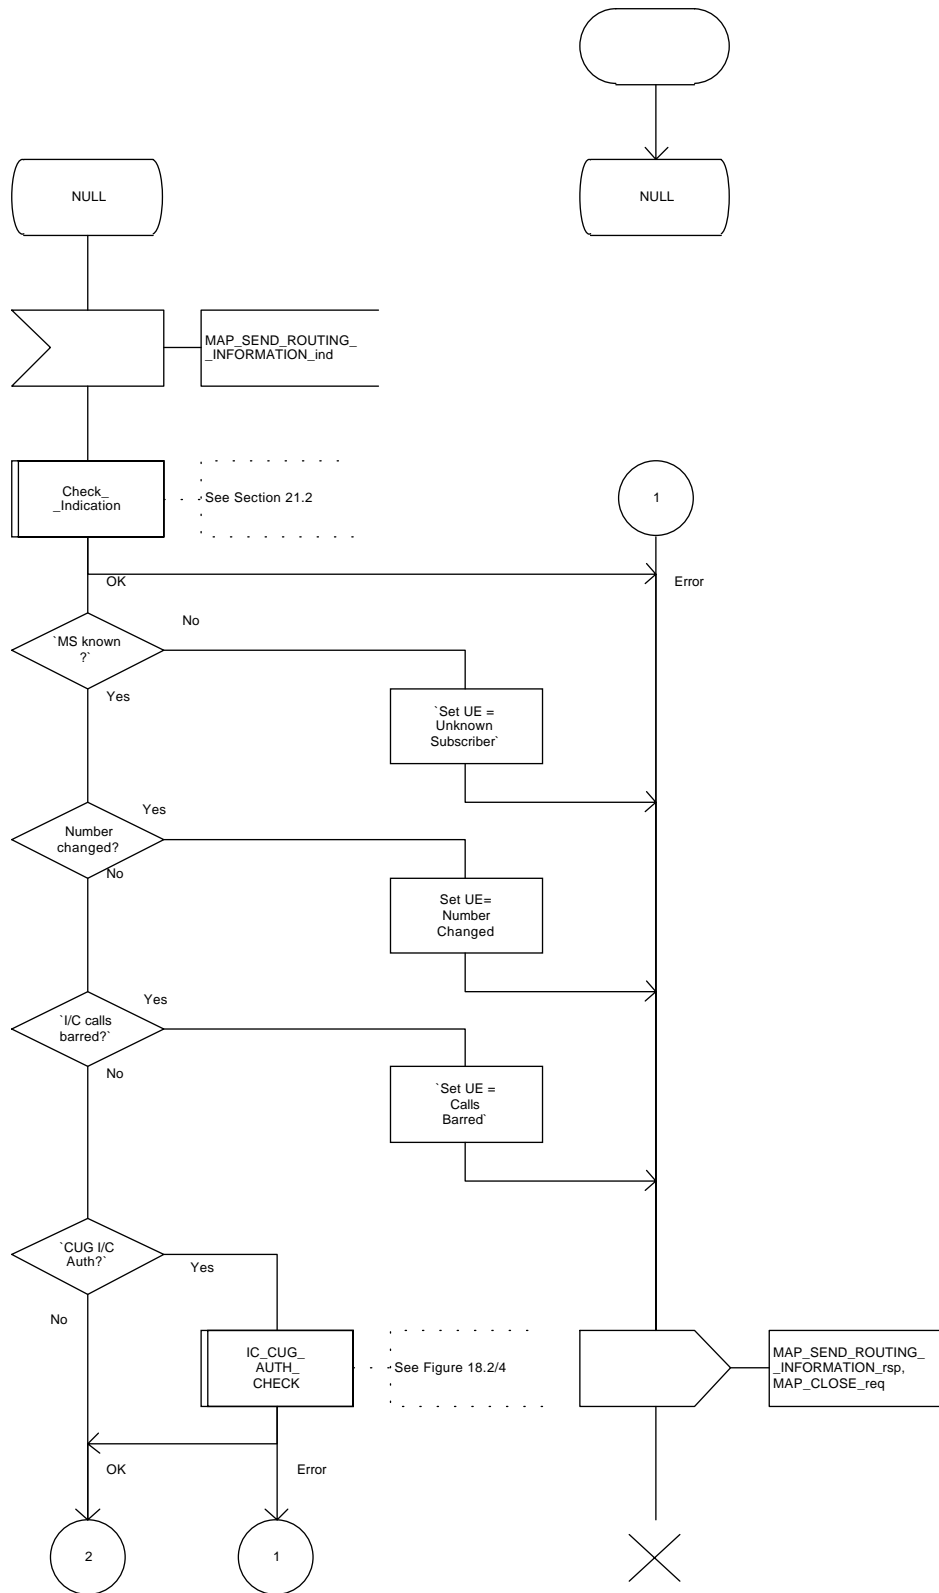 NULL
NULL
MAP_SEND_ROUTING_
_INFORMATION_ind
Check_
_Indication
See Section 21.2
1
OK
Error
No
`MS known
?`
Yes
`Set UE =
Unknown
Subscriber`
Yes
Number
changed?
No
Set UE=
Number
Changed
Yes
`I/C calls
barred?`
No
`Set UE =
Calls
Barred`
`CUG I/C
Auth?`
Yes
No
IC_CUG_
AUTH_
CHECK
See Figure 18.2/4
MAP_SEND_ROUTING_
_INFORMATION_rsp,
MAP_CLOSE_req
OK
Error
2
1